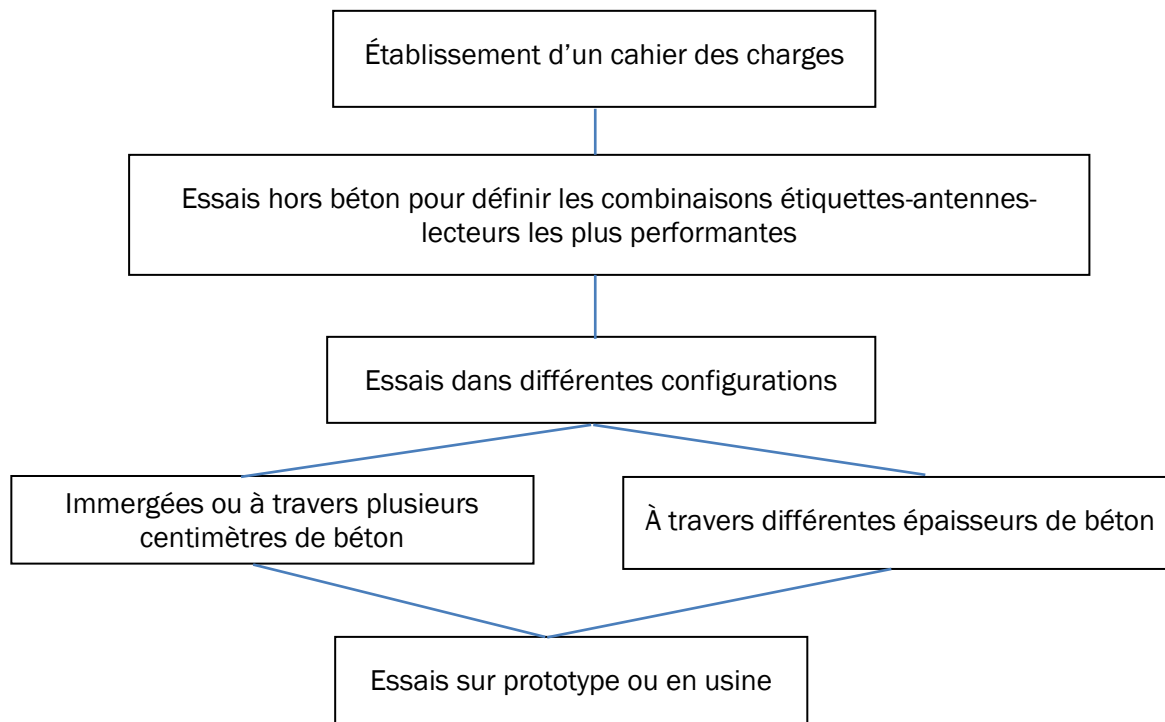 Établissement d’un cahier des charges
Essais hors béton pour définir les combinaisons étiquettes-antennes-
lecteurs les plus performantes
Essais dans différentes configurations
Immergées ou à travers plusieurs
centimètres de béton
À travers différentes épaisseurs de béton
Essais sur prototype ou en usine